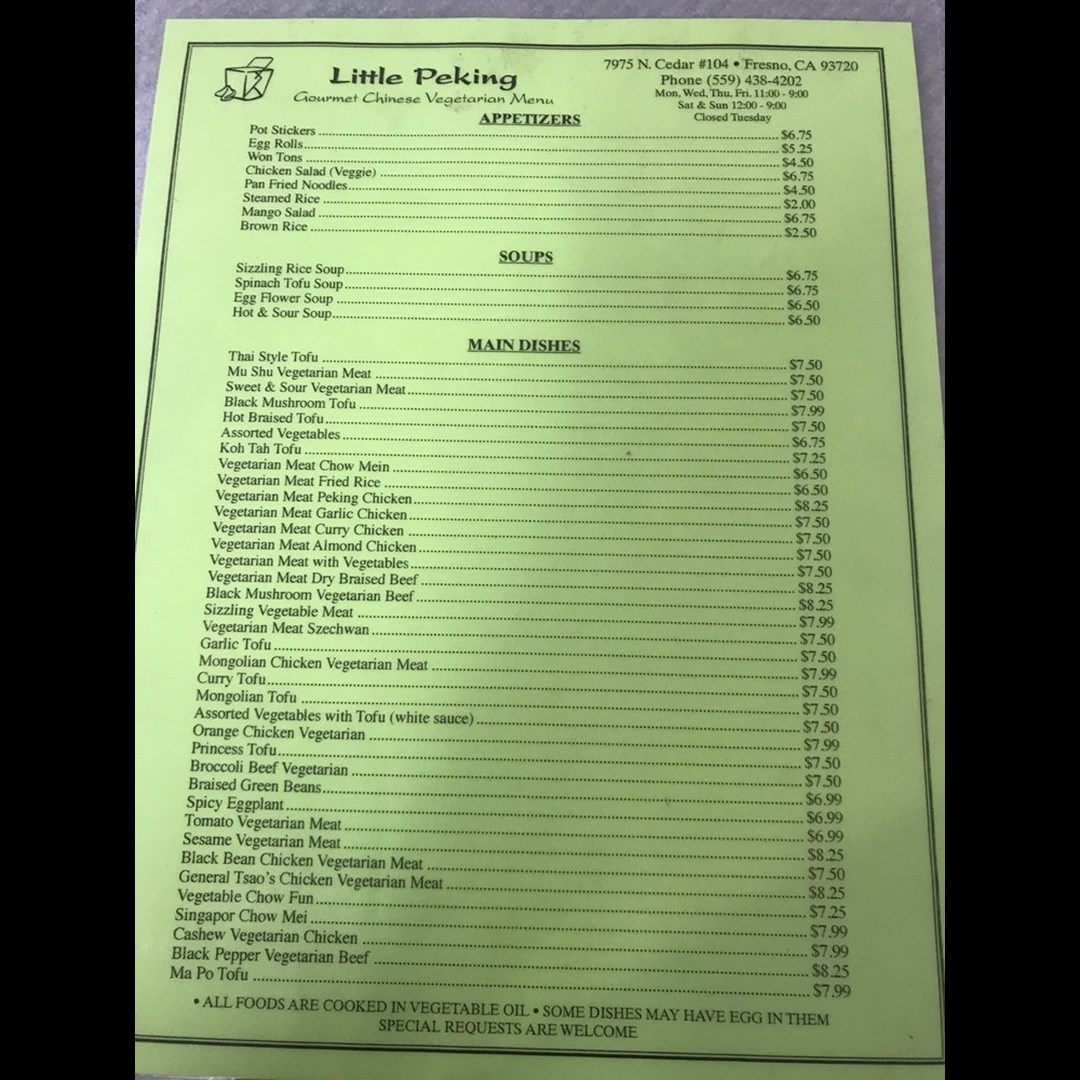 Little Peking
Gourmet Chinese Vegetarian Menu
7975 N. Cedar #104 • Fresno, CA 93720
Phone (559) 438-4202
Mon, Wed, Thu, Fri. 11:00 - 9:00
Sat & Sun 12:00 - 9:00
Closed Tuesday
APPETIZERS
Pot Stickers $6.75
Egg Rolls $5.25
Won Tons $4.50
Chicken Salad (Veggie) $6.75
Pan Fried Noodles $4.50
Steamed Rice $2.00
Mango Salad $6.75
Brown Rice $2.50
SOUPS
Sizzling Rice Soup $6.75
Spinach Tofu Soup $6.75
Egg Flower Soup $6.50
Hot & Sour Soup $6.50
MAIN DISHES
Thai Style Tofu $7.50
Mu Shu Vegetarian Meat $7.50
Sweet & Sour Vegetarian Meat $7.50
Black Mushroom Tofu $7.99
Hot Braised Tofu $7.50
Assorted Vegetables $6.75
Koh Tah Tofu $7.25
Vegetarian Meat Chow Mein $6.50
Vegetarian Meat Fried Rice $6.50
Vegetarian Meat Peking Chicken $8.25
Vegetarian Meat Garlic Chicken $7.50
Vegetarian Meat Curry Chicken $7.50
Vegetarian Meat Almond Chicken $7.50
Vegetarian Meat with Vegetables $7.50
Vegetarian Meat Dry Braised Beef $8.25
Black Mushroom Vegetarian Beef $8.25
Sizzling Vegetable Meat $7.99
Vegetarian Meat Szechwan $7.50
Garlic Tofu $7.50
Mongolian Chicken Vegetarian Meat $7.99
Curry Tofu $7.50
Mongolian Tofu $7.50
Assorted Vegetables with Tofu (white sauce) $7.50
Orange Chicken Vegetarian $7.99
Princess Tofu $7.50
Broccoli Beef Vegetarian $7.50
Braised Green Beans $6.99
Spicy Eggplant $6.99
Tomato Vegetarian Meat $6.99
Sesame Vegetarian Meat $8.25
Black Bean Chicken Vegetarian Meat $7.50
General Tsao's Chicken Vegetarian Meat $8.25
Vegetable Chow Fun $7.25
Singapor Chow Mei $7.99
Cashew Vegetarian Chicken $7.99
Black Pepper Vegetarian Beef $8.25
Ma Po Tofu $7.99
• ALL FOODS ARE COOKED IN VEGETABLE OIL • SOME DISHES MAY HAVE EGG IN THEM
SPECIAL REQUESTS ARE WELCOME